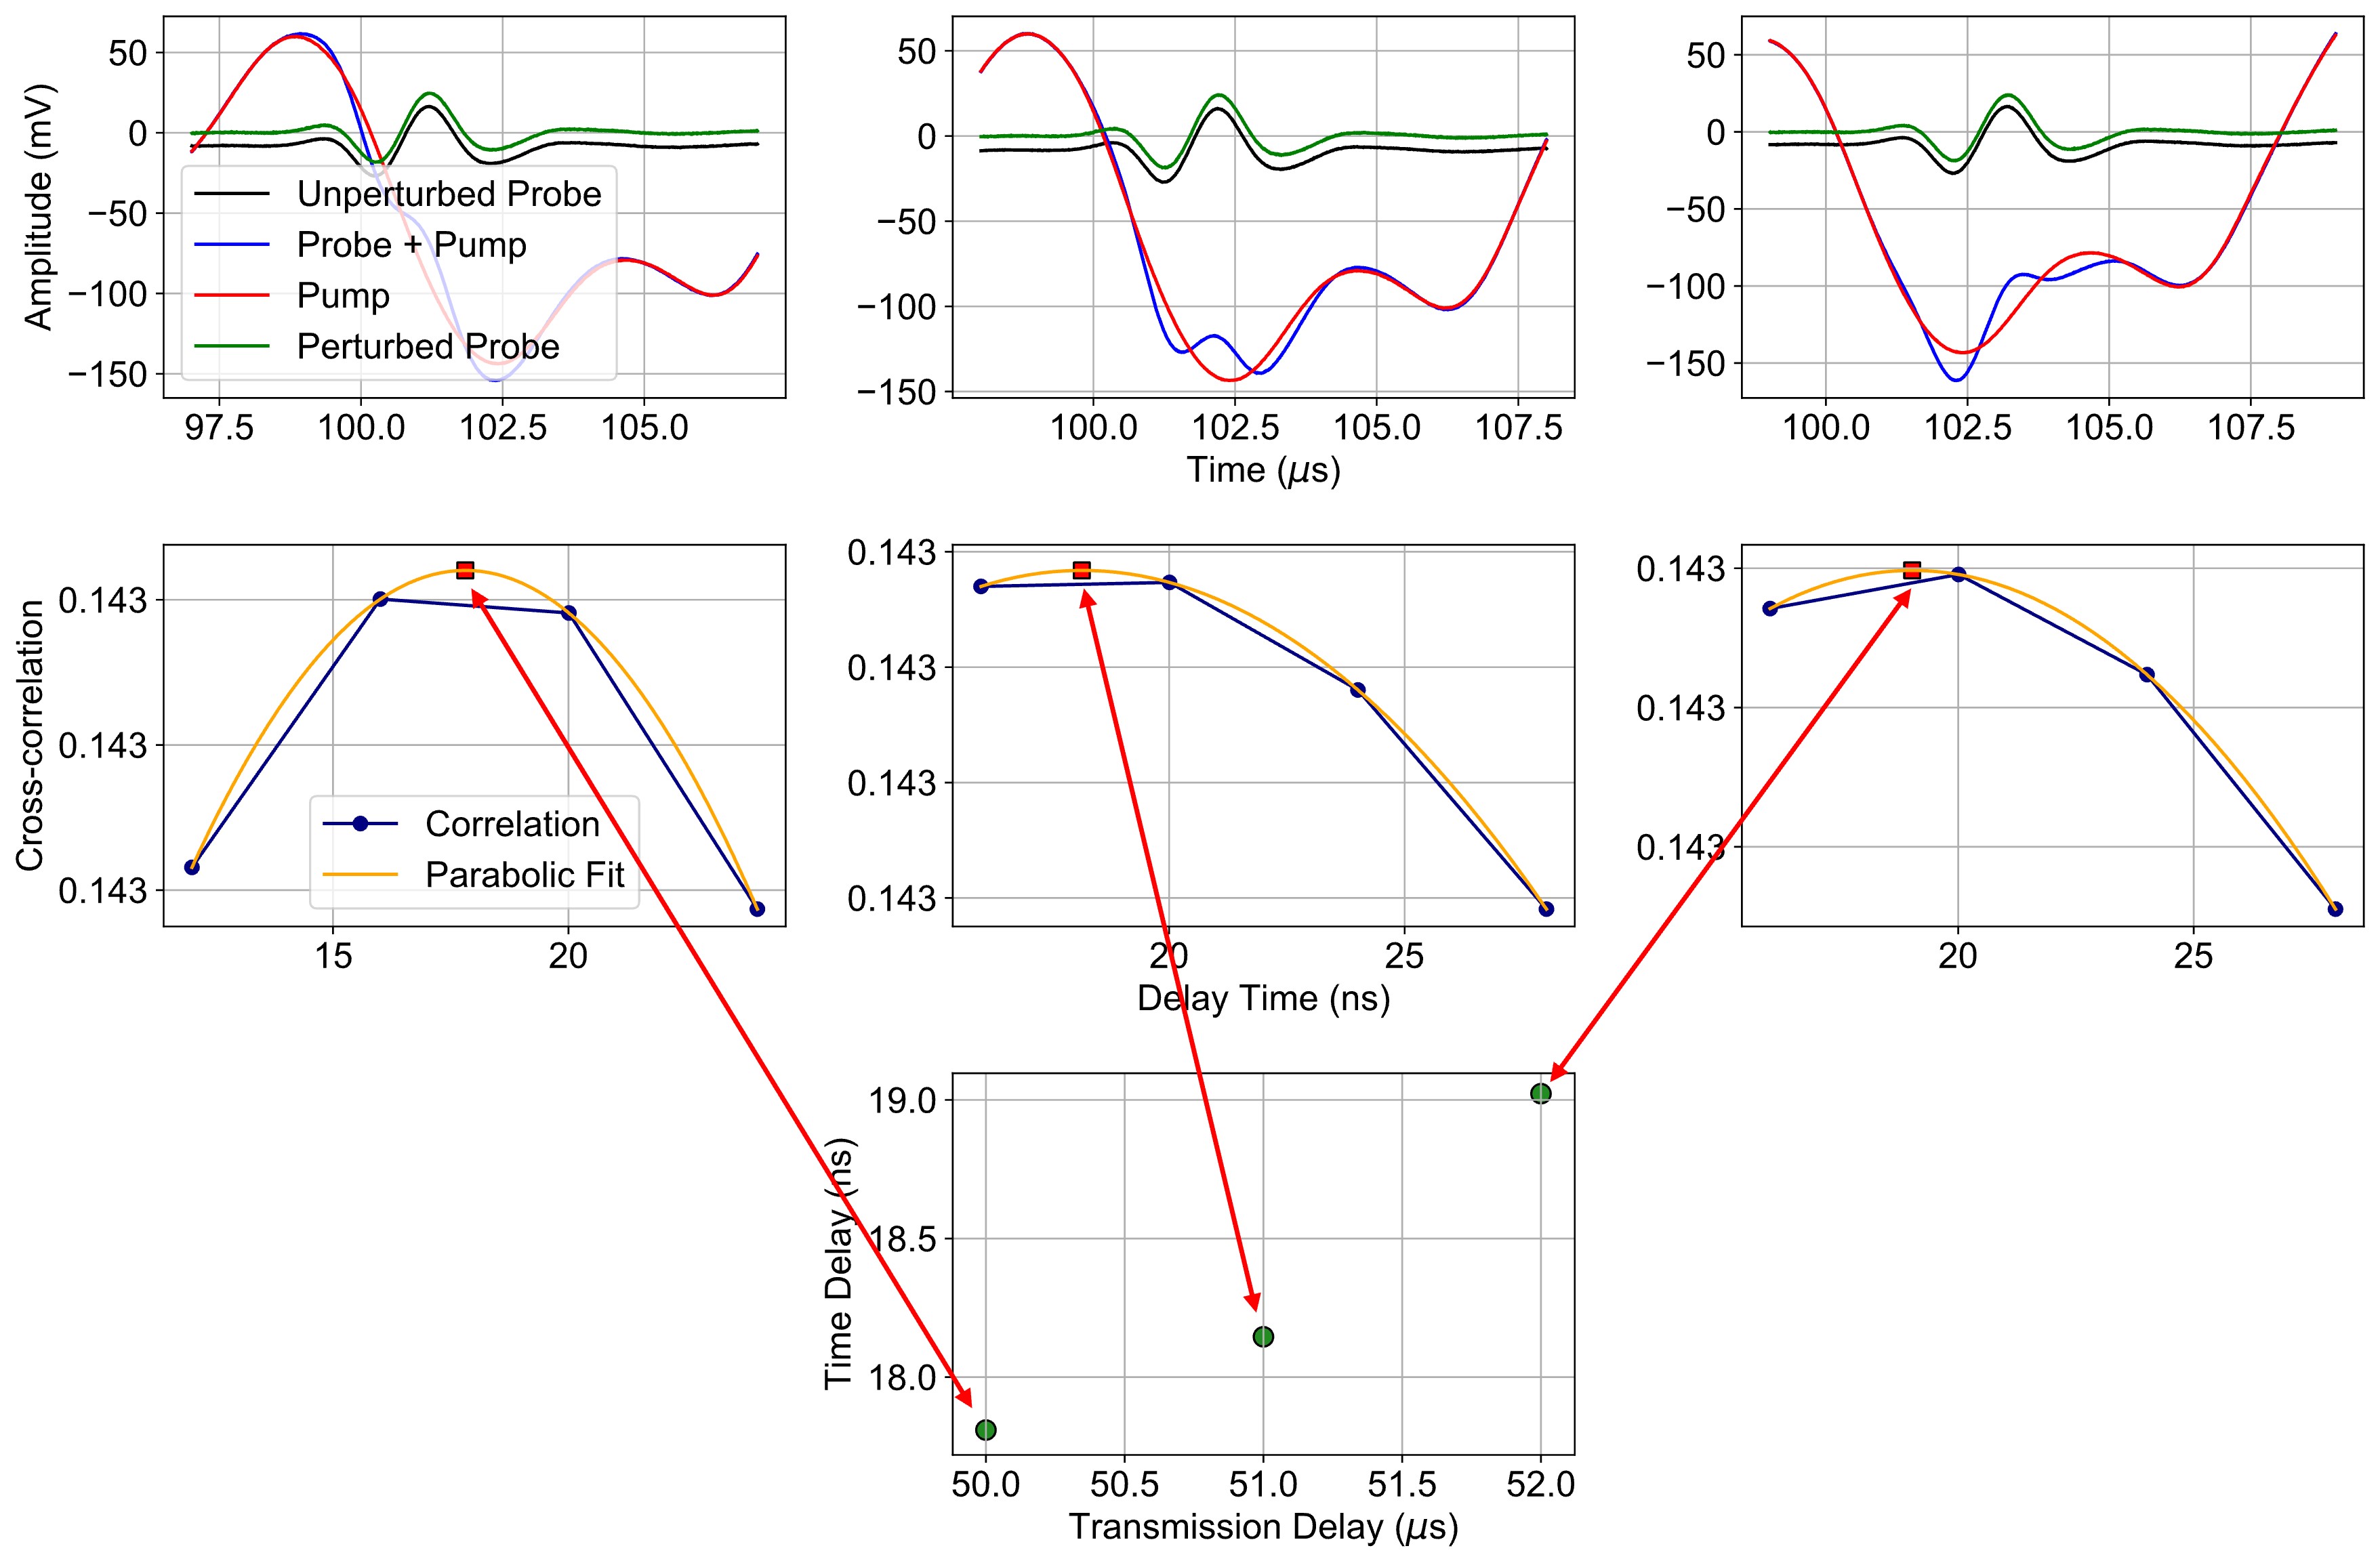 Amplitude (mV)
50
0
−50
−100
−150
Unperturbed Probe
Probe + Pump
Pump
Perturbed Probe
97.5 100.0 102.5 105.0
50
0
−50
−100
−150
100.0 102.5 105.0 107.5
50
0
−50
−100
−150
100.0 102.5 105.0 107.5
Time (μs)
Cross-correlation
0.143
0.143
0.143
Correlation
Parabolic Fit
15 20
0.143
0.143
0.143
0.143
20 25
0.143
0.143
0.143
20 25
Delay Time (ns)
Time Delay (ns)
19.0
18.5
18.0
50.0 50.5 51.0 51.5 52.0
Transmission Delay (μs)